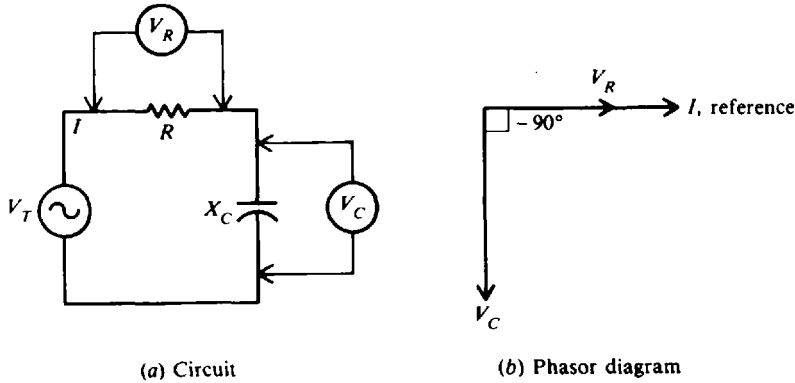 V_R
I
R
V_T
X_C
V_C
(a) Circuit
V_R
I, reference
– 90°
V_C
(b) Phasor diagram